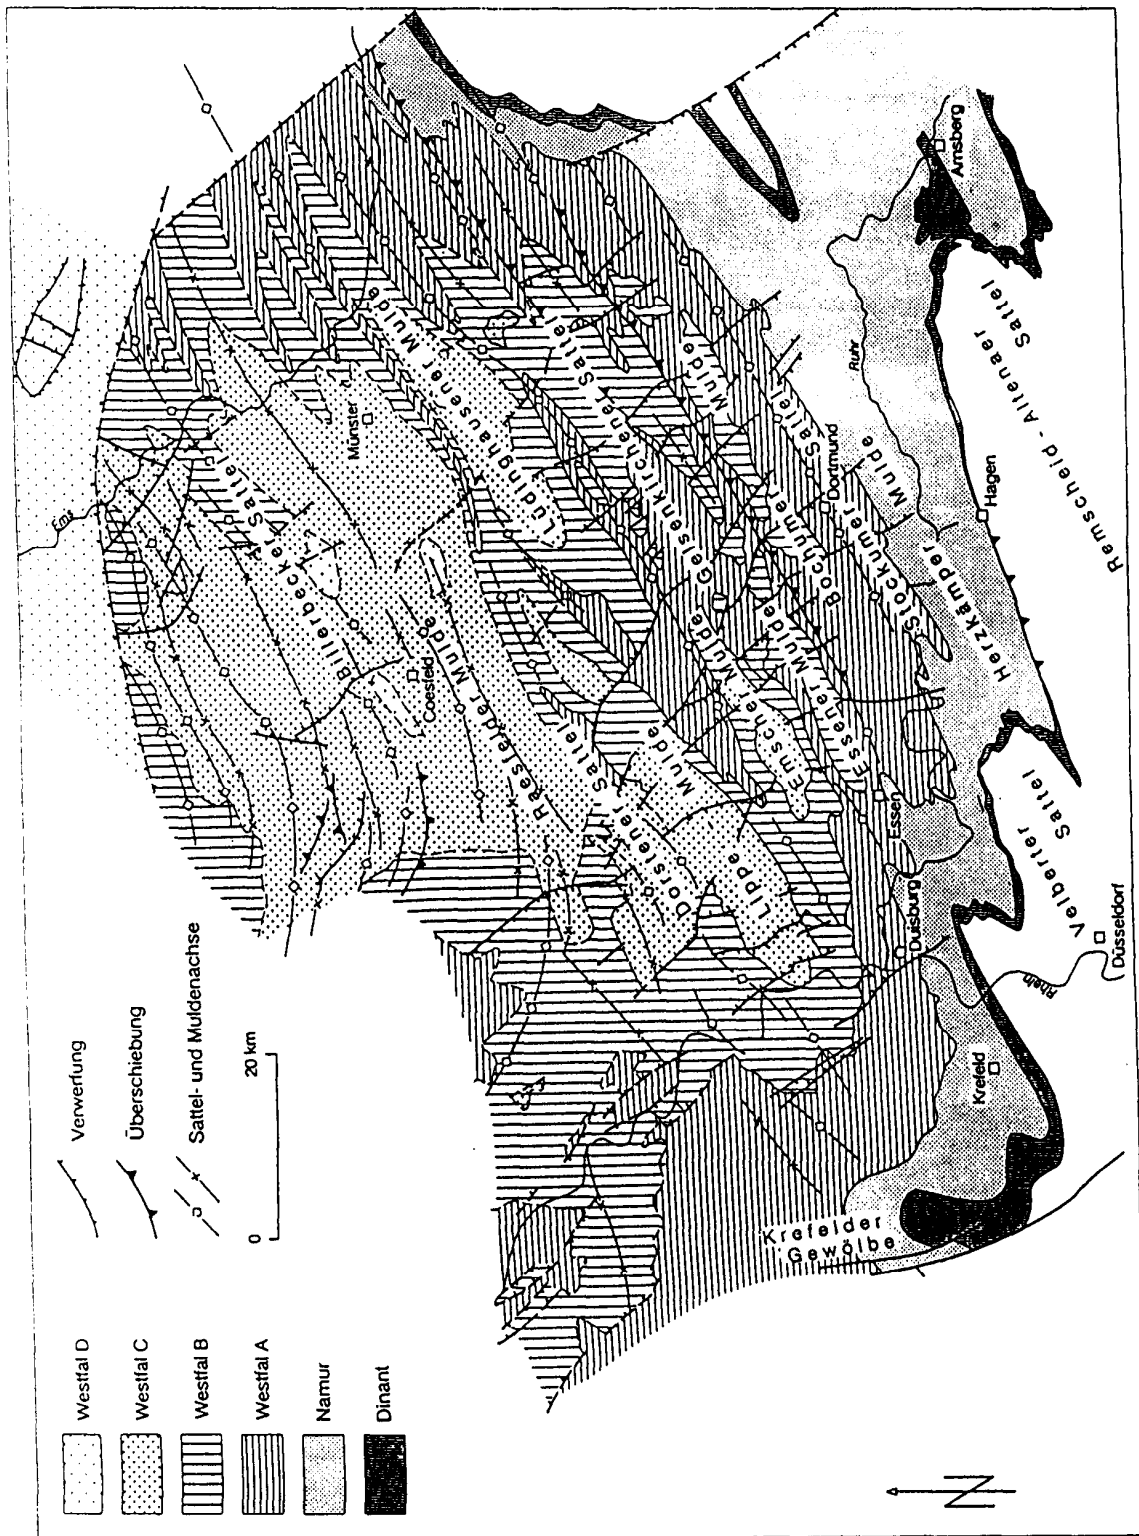 Westfal D
Westfal C
Westfal B
Westfal A
Namur
Dinant
Verwerfung
Überschiebung
Sattel- und Muldenachse
0
20 km
N
Ems
Münster
Billerbecker Sattel
Coesfeld
Raesfelder Mulde
Lüdinghausener Mulde
Dorstener Sattel
Lippe Mulde
Gelsenkirchener Sattel
Emscher Mulde
Essener Mulde
Mulde
Bochumer Sattel
Stockumer
Dortmund
Herzkämper Mulde
Ruhr
Arnsberg
Hagen
Remscheid - Altenaer
Sattel
Essen
Duisburg
Velberter
Sattel
Düsseldorf
Rhein
Krefeld
Krefelder
Gewölbe